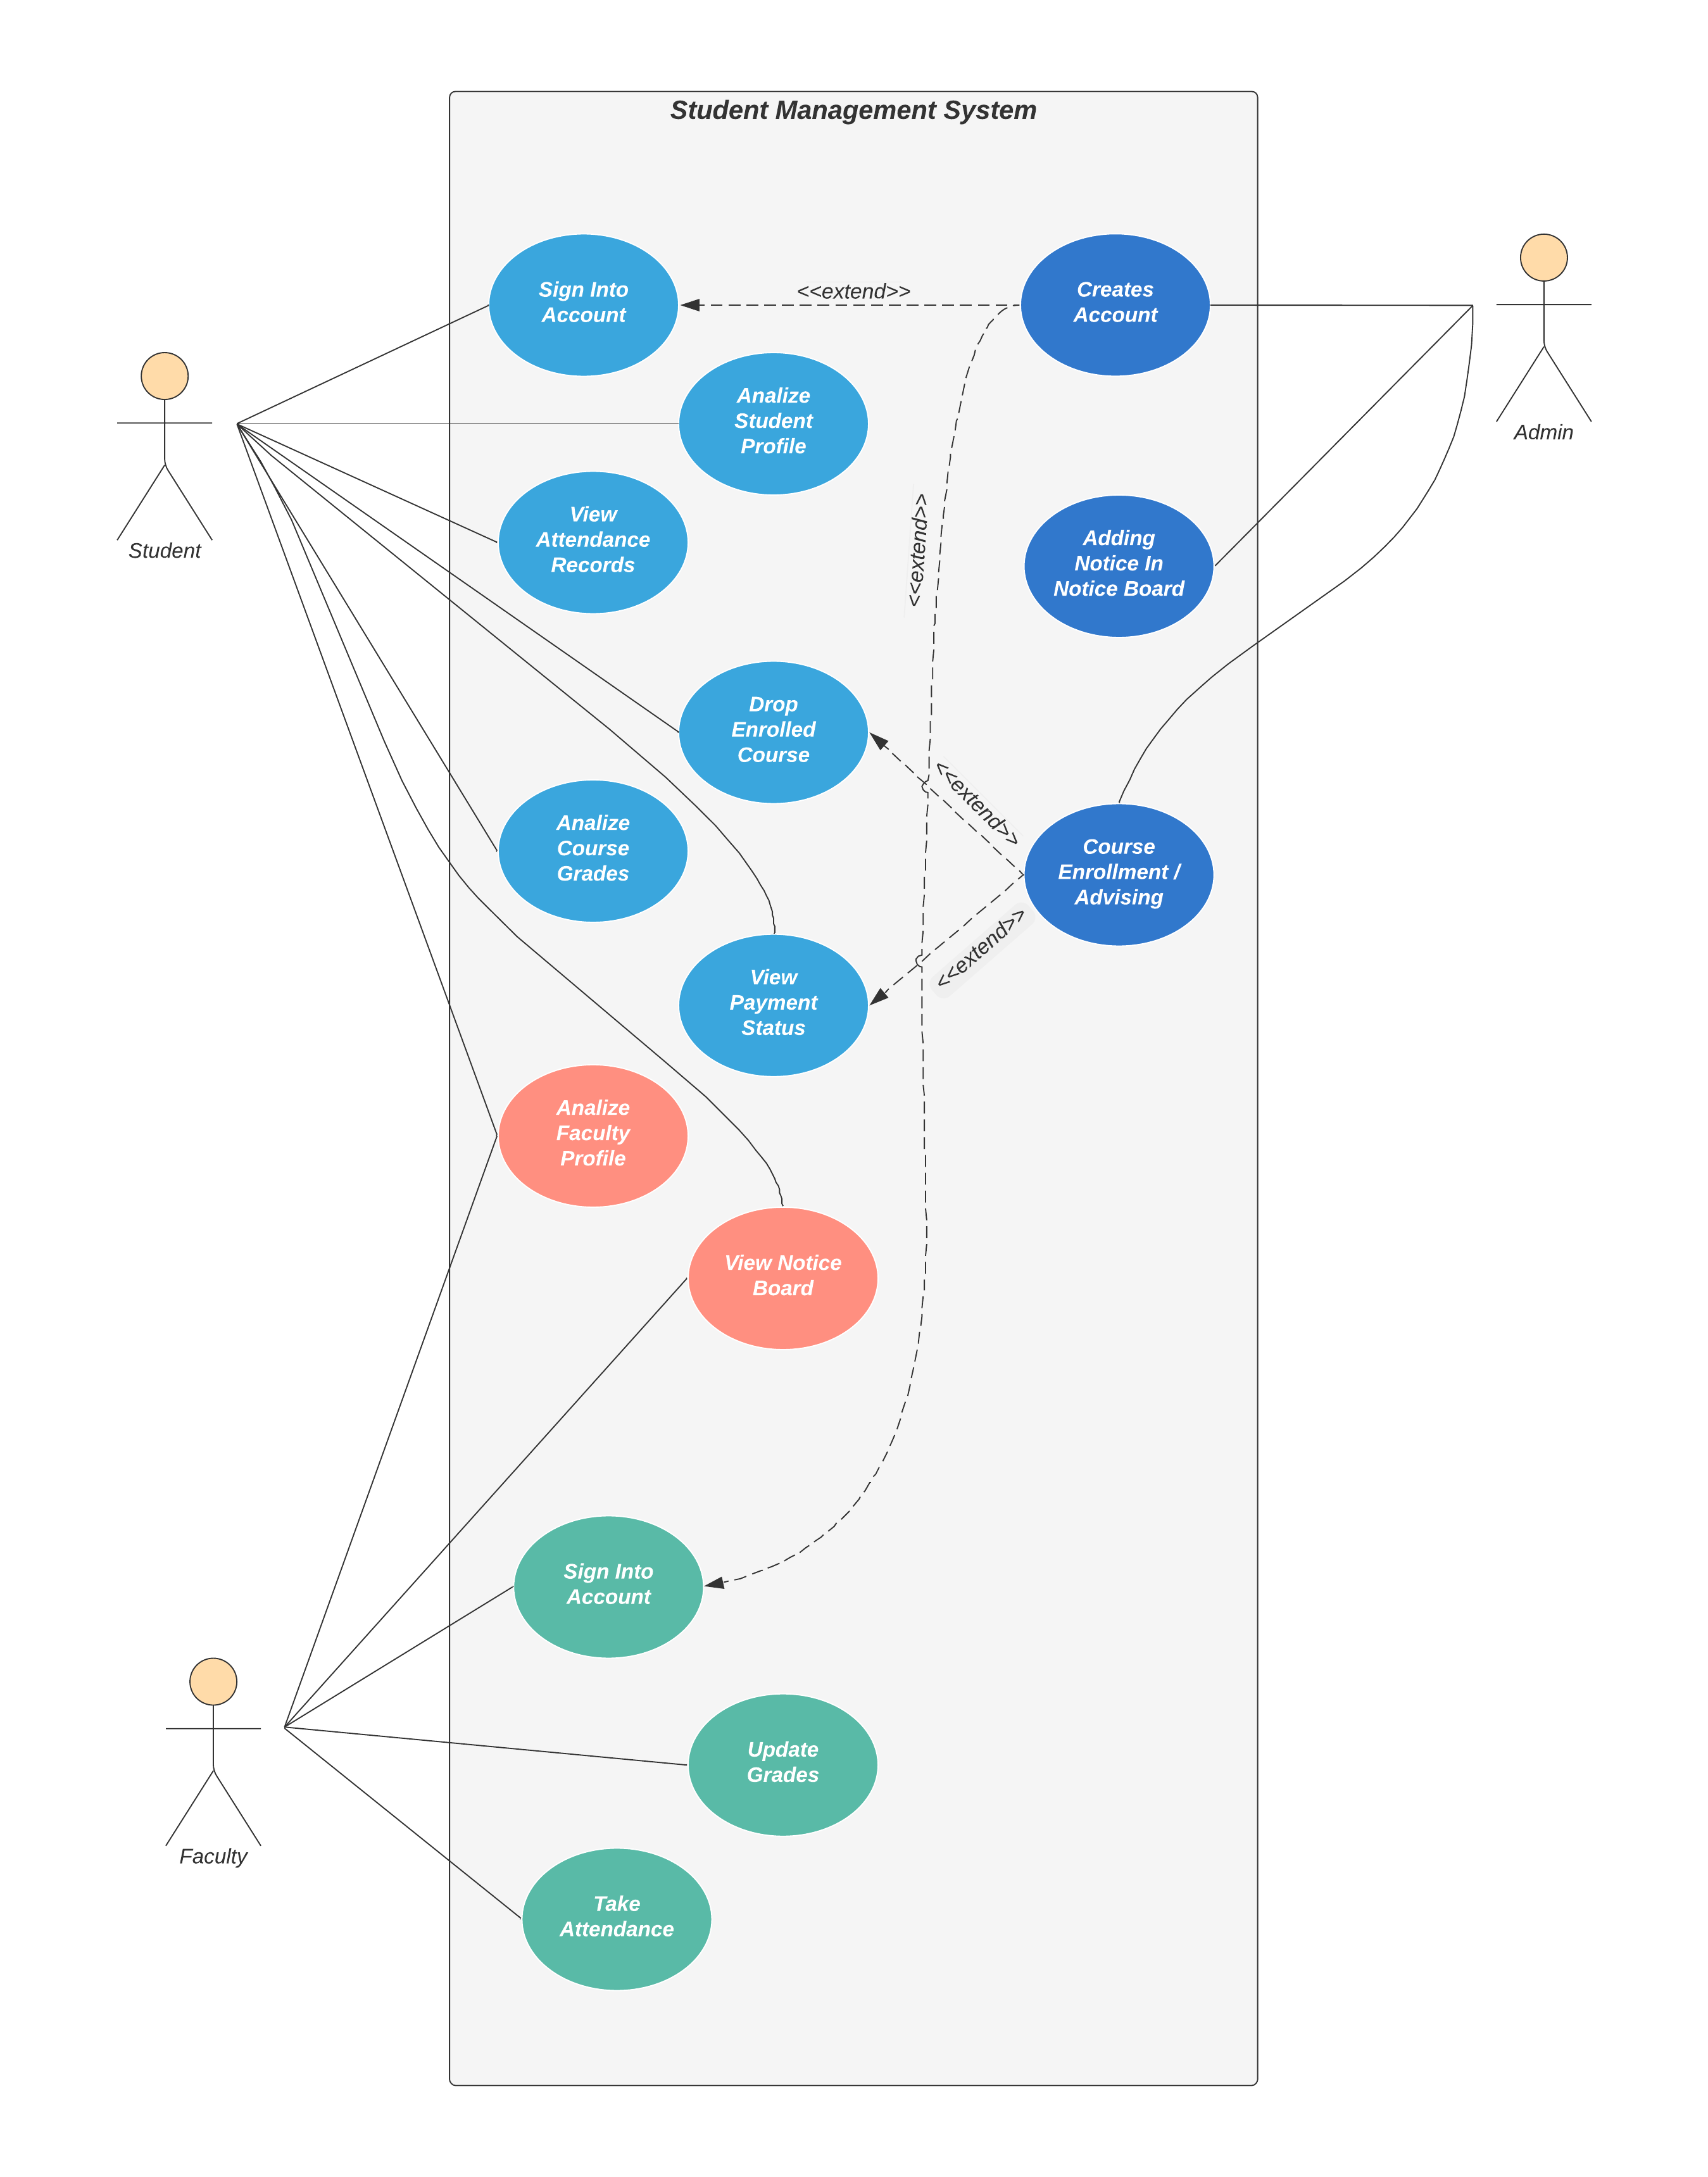 Student Management System
Sign Into
Account
<<extend>>
Creates
Account
Admin
Analize
Student
Profile
Student
View
Attendance
Records
<<extend>>
Adding
Notice In
Notice Board
Drop
Enrolled
Course
<<extend>>
Analize
Course
Grades
Course
Enrollment /
Advising
<<extend>>
View
Payment
Status
Analize
Faculty
Profile
View Notice
Board
Sign Into
Account
Update
Grades
Faculty
Take
Attendance